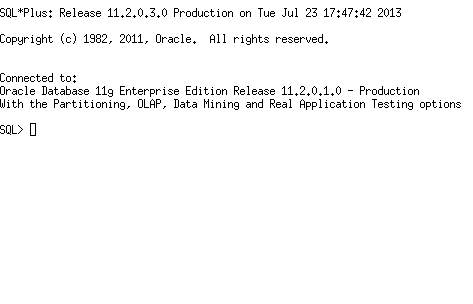 SQL*Plus: Release 11.2.0.3.0 Production on Tue Jul 23 17:47:42 2013
Copyright (c) 1982, 2011, Oracle.  All rights reserved.
Connected to:
Oracle Database 11g Enterprise Edition Release 11.2.0.1.0 - Production
With the Partitioning, OLAP, Data Mining and Real Application Testing options
SQL>